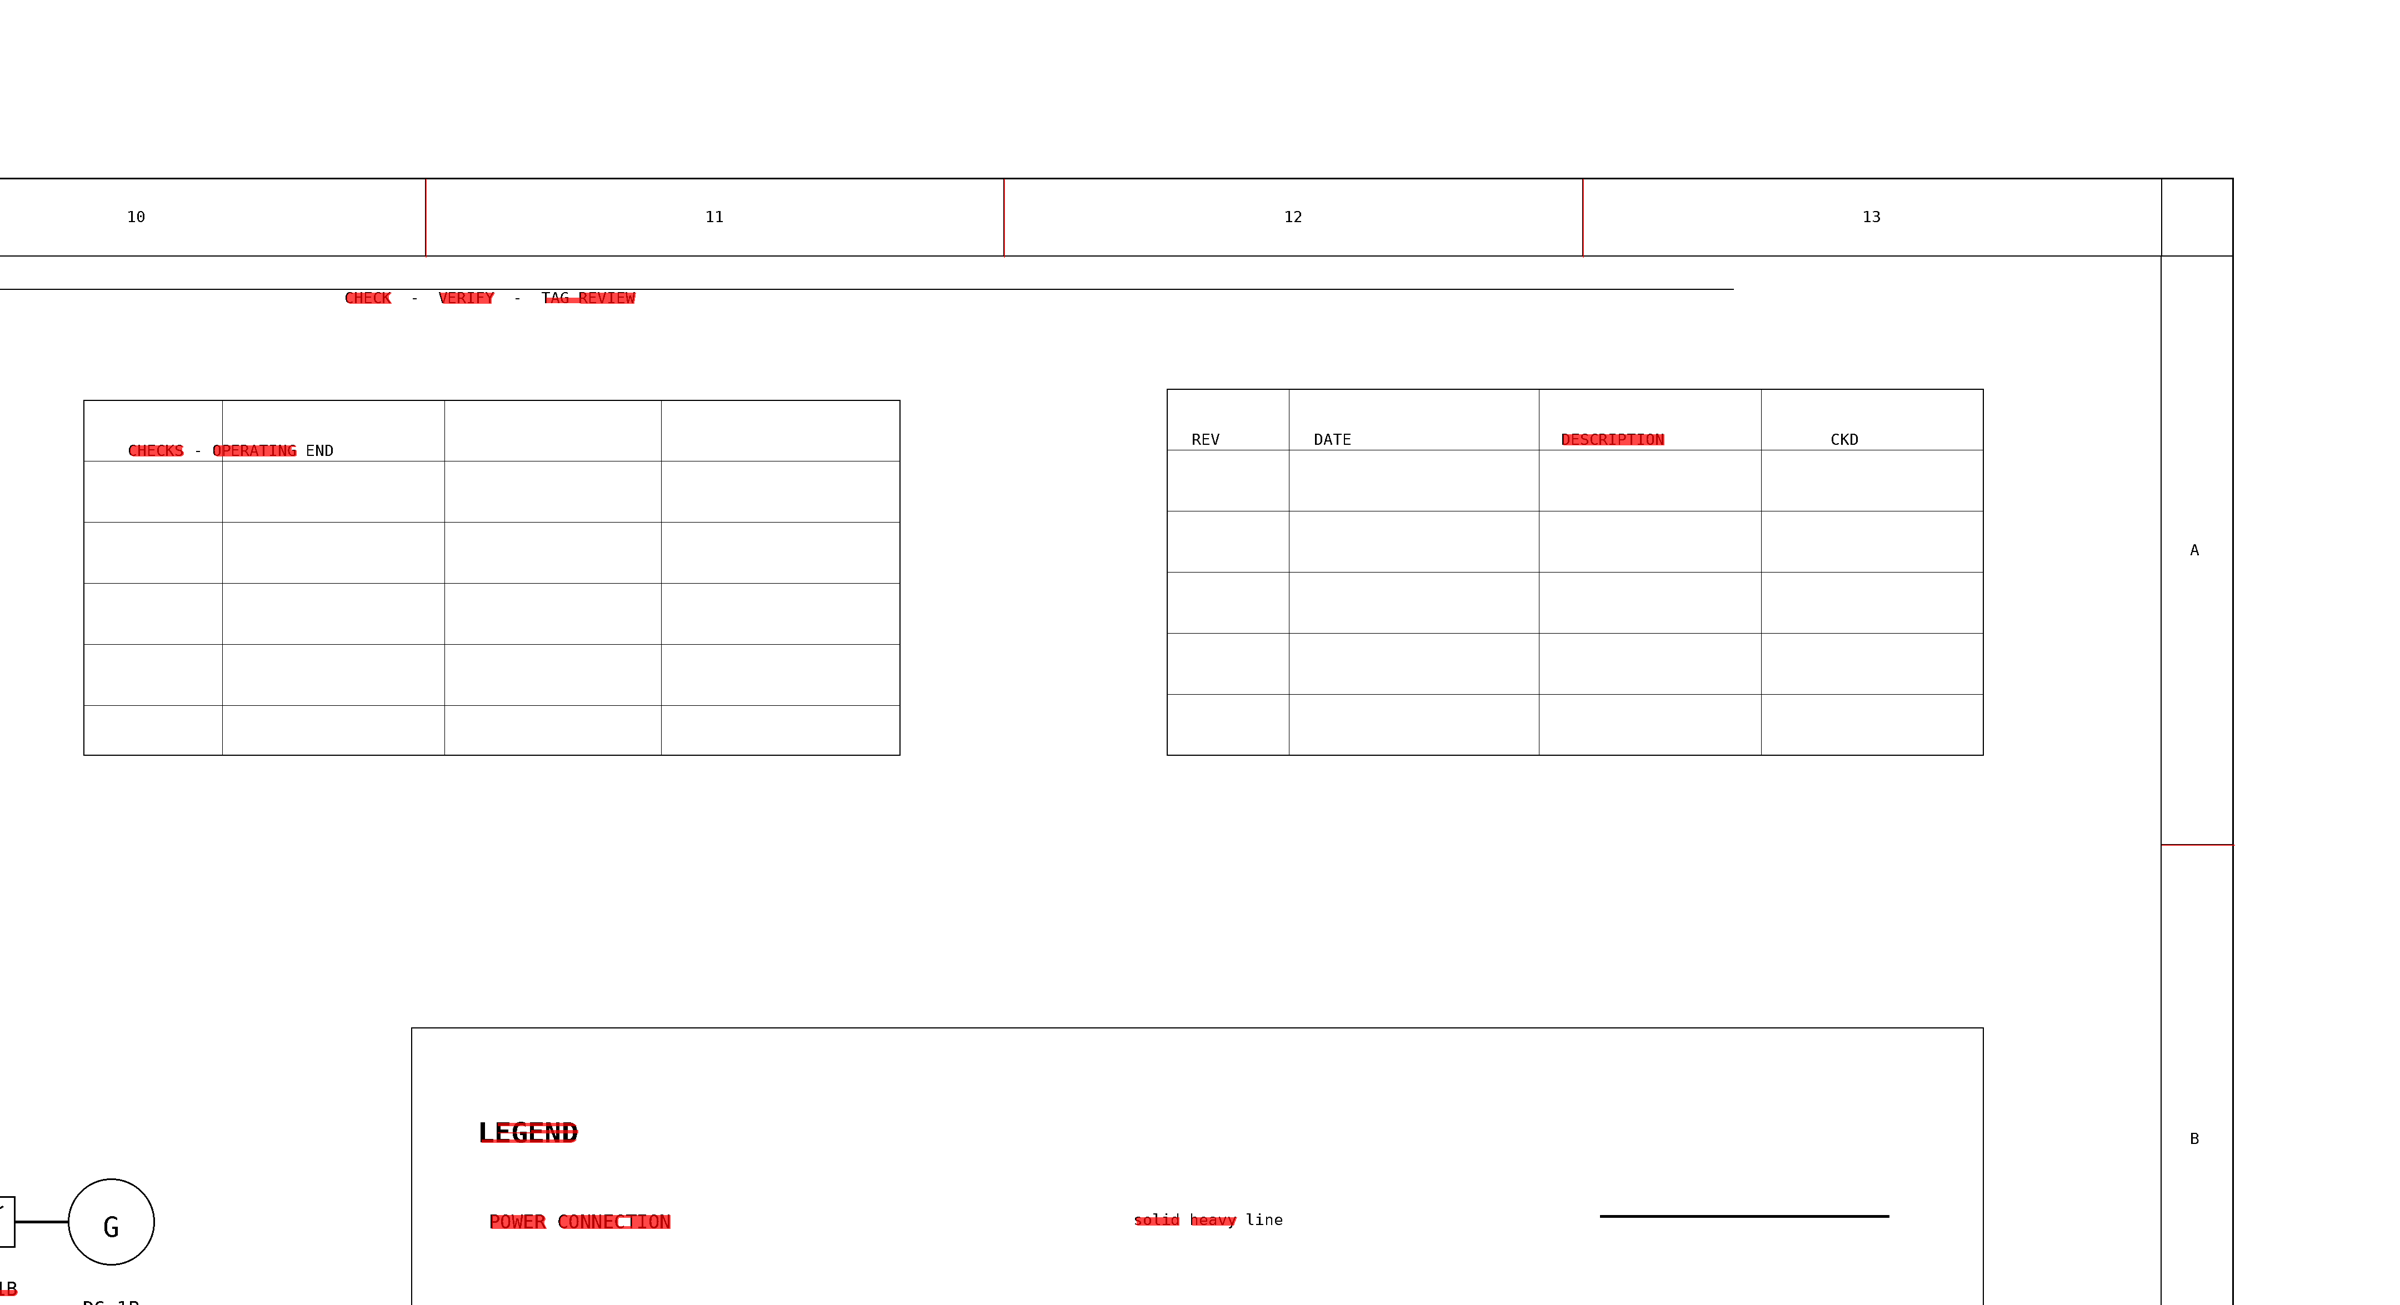 10 11 12 13
CHECK - VERIFY - TAG REVIEW
CHECKS - OPERATING END
REV DATE DESCRIPTION CKD
A
LEGEND
B
POWER CONNECTION solid heavy line
G
1B